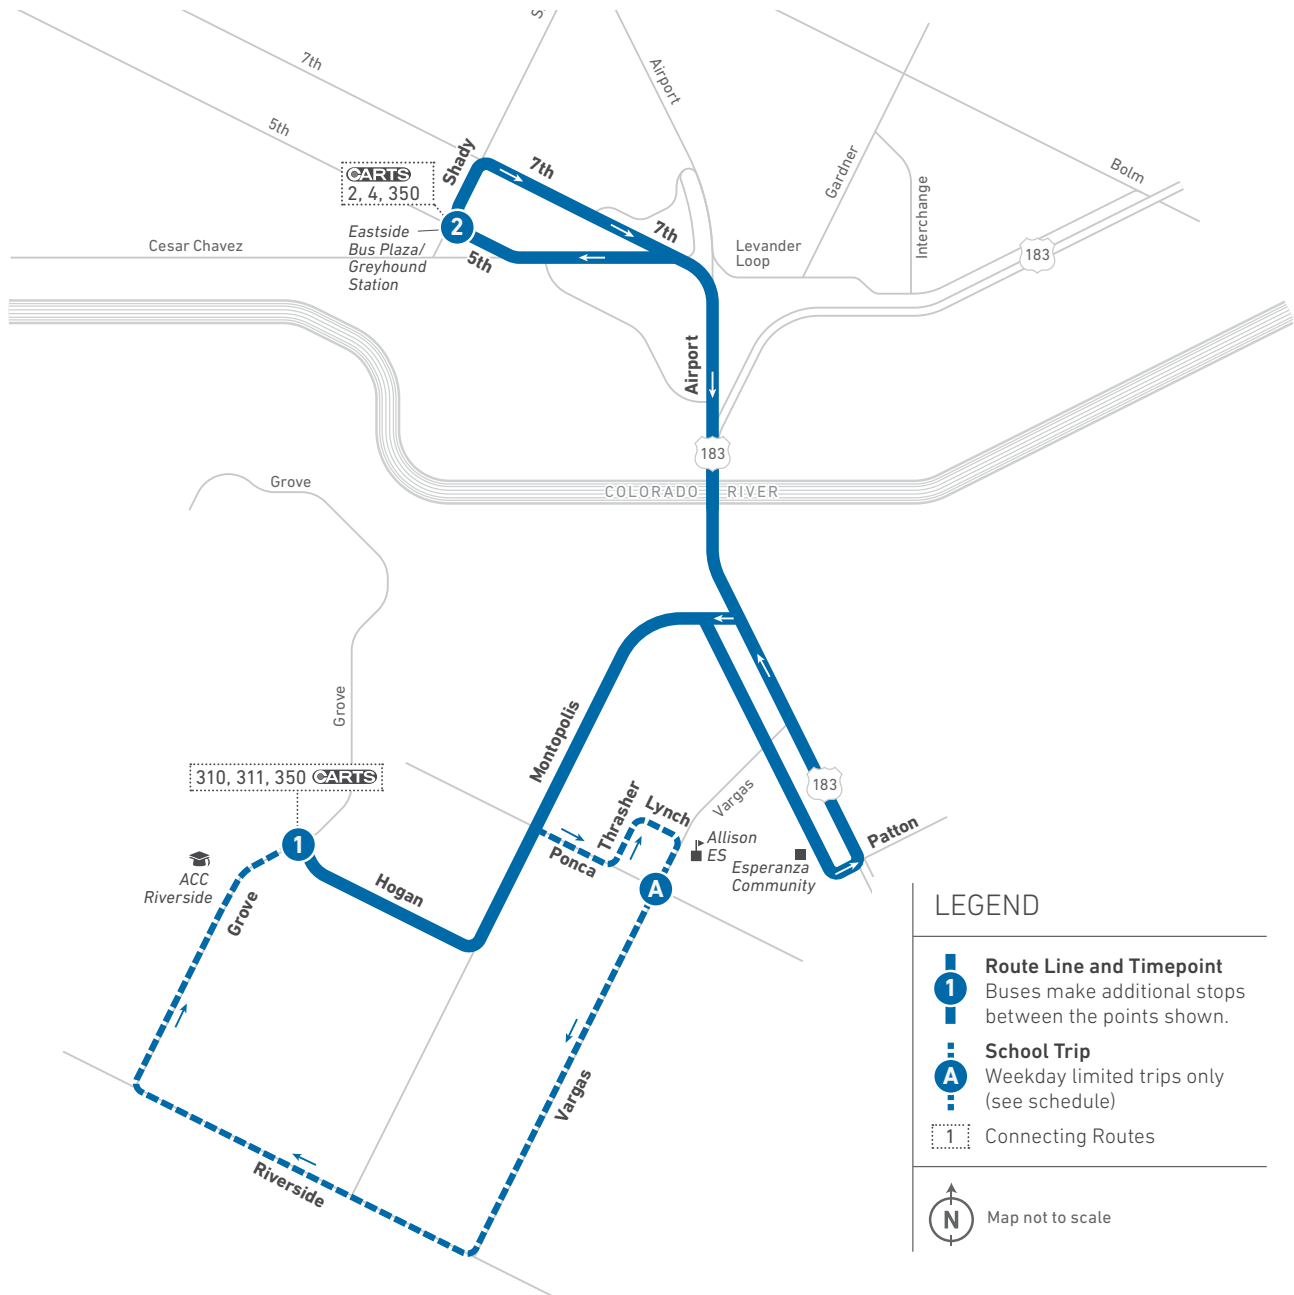 S
7th
Airport
5th
Shady
7th
CARTS
2, 4, 350
Gardner
Bolm
Interchange
2
7th
Eastside
Bus Plaza/
Greyhound
Station
Cesar Chavez
5th
Levander
Loop
183
Airport
183
COLORADO RIVER
Grove
Grove
Montopolis
310, 311, 350 CARTS
183
Vargas
Thrasher
Lynch
Patton
1
Allison
ES
Ponca
Esperanza
Community
ACC
Riverside
Hogan
A
Grove
Vargas
Riverside
LEGEND
1
Route Line and Timepoint
Buses make additional stops
between the points shown.
A
School Trip
Weekday limited trips only
(see schedule)
1 Connecting Routes
N Map not to scale